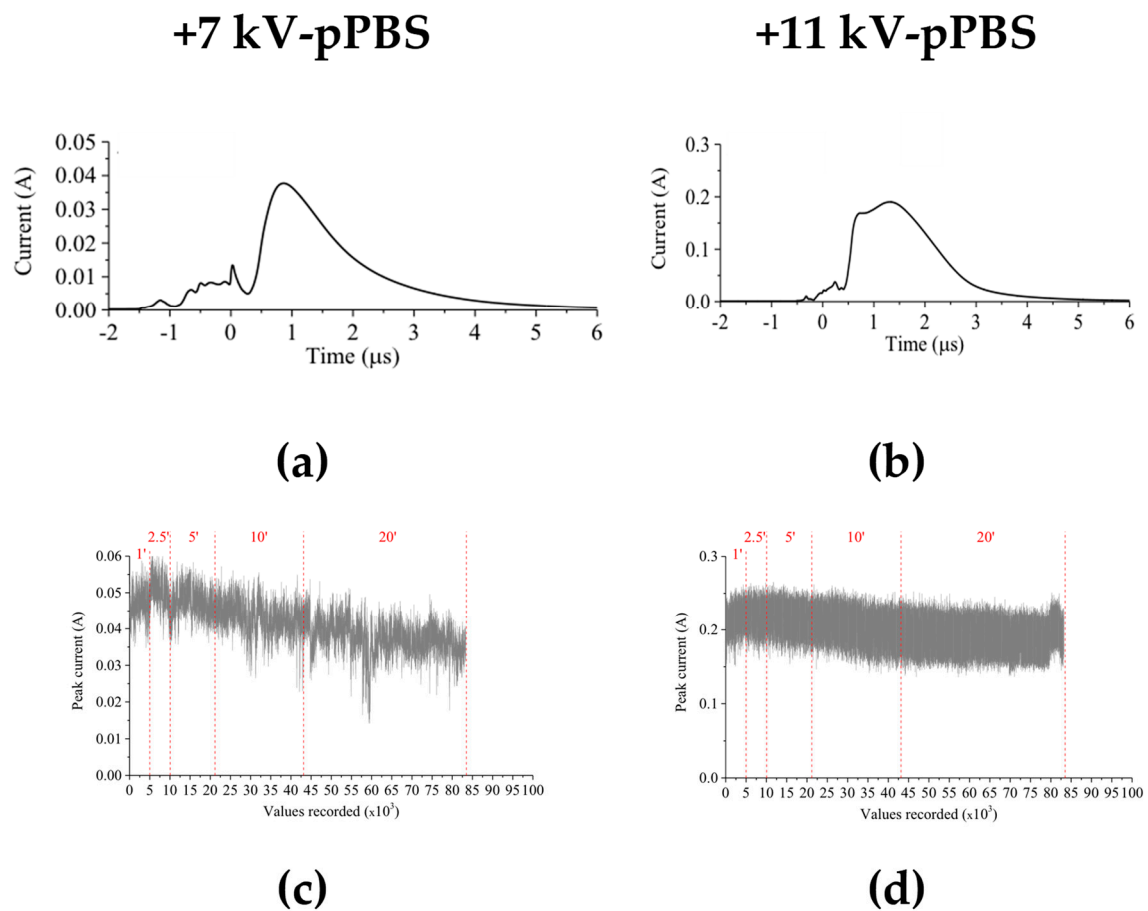 +7 kV-pPBS
+11 kV-pPBS
0.05
0.04
0.03
0.02
0.01
0.00
Current (A)
-2 -1 0 1 2 3 4 5 6
Time (μs)
0.3
0.2
0.1
0.0
Current (A)
-2 -1 0 1 2 3 4 5 6
Time (μs)
(a)
(b)
1' 2.5' 5' 10' 20'
0.06
0.05
0.04
0.03
0.02
0.01
0.00
Peak current (A)
0 5 10 15 20 25 30 35 40 45 50 55 60 65 70 75 80 85 90 95 100
Values recorded (x10³)
1' 2.5' 5' 10' 20'
0.3
0.2
0.1
0.0
Peak current (A)
0 5 10 15 20 25 30 35 40 45 50 55 60 65 70 75 80 85 90 95 100
Values recorded (x10³)
(c)
(d)